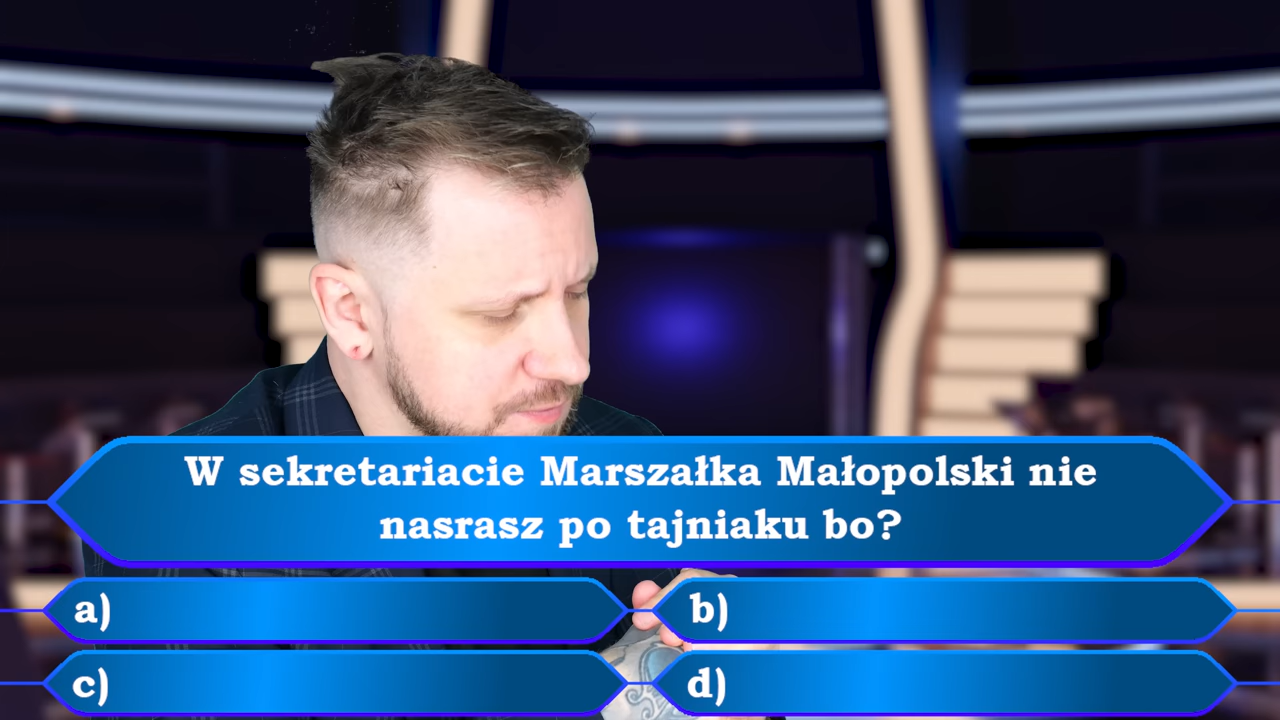 W sekretariacie Marszałka Małopolski nie
nasrasz po tajniaku bo?
a)
b)
c)
d)